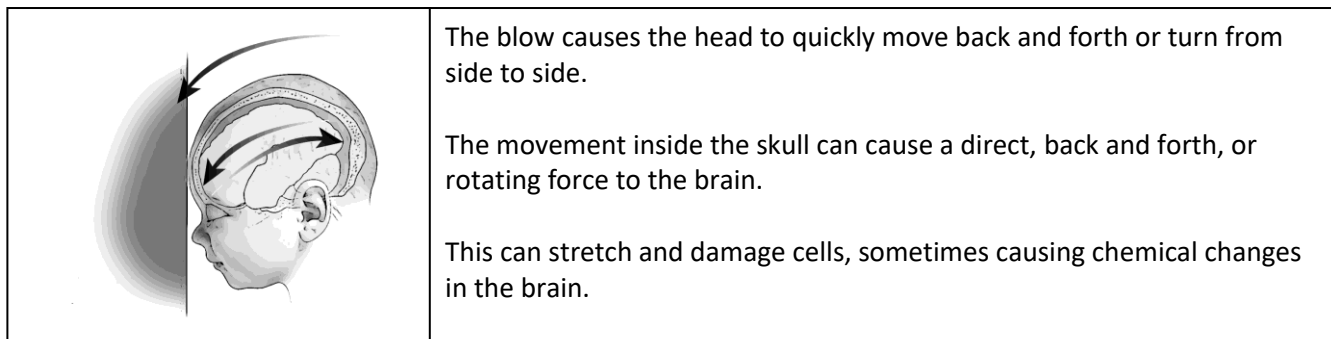 The blow causes the head to quickly move back and forth or turn from
side to side.
The movement inside the skull can cause a direct, back and forth, or
rotating force to the brain.
This can stretch and damage cells, sometimes causing chemical changes
in the brain.